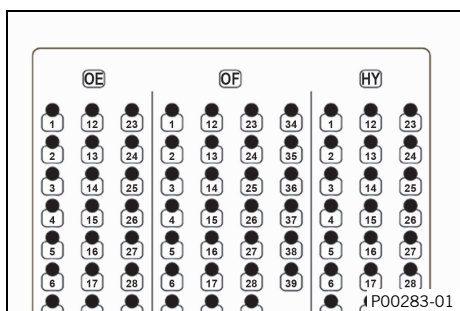 OE OF HY
1 12 23 1 12 23 34 1 12 23
2 13 24 2 13 24 35 2 13 24
3 14 25 3 14 25 36 3 14 25
4 15 26 4 15 26 37 4 15 26
5 16 27 5 16 27 38 5 16 27
6 17 28 6 17 28 39 6 17 28
P00283-01